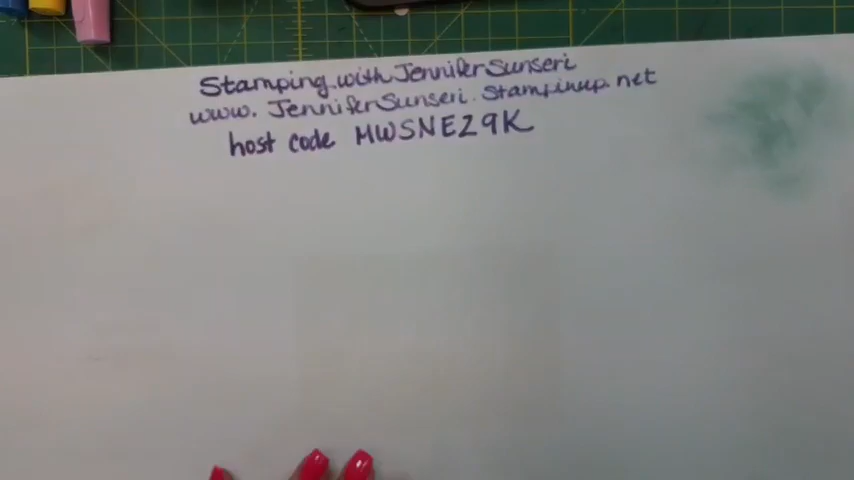 Stamping with Jennifer Sunseri
www. JenniferSunseri. Stampinup. net
host code MWSNEZ9K